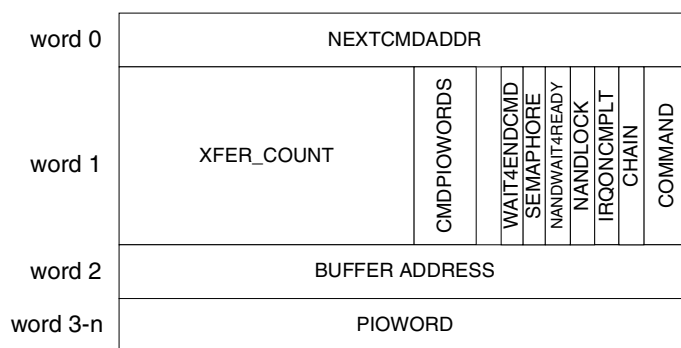 word 0
NEXTCMDADDR
word 1
XFER_COUNT
CMDPIOWORDS
WAIT4ENDCMD
SEMAPHORE
NANDWAIT4READY
NANDLOCK
IRQONCMPLT
CHAIN
COMMAND
word 2
BUFFER ADDRESS
word 3-n
PIOWORD